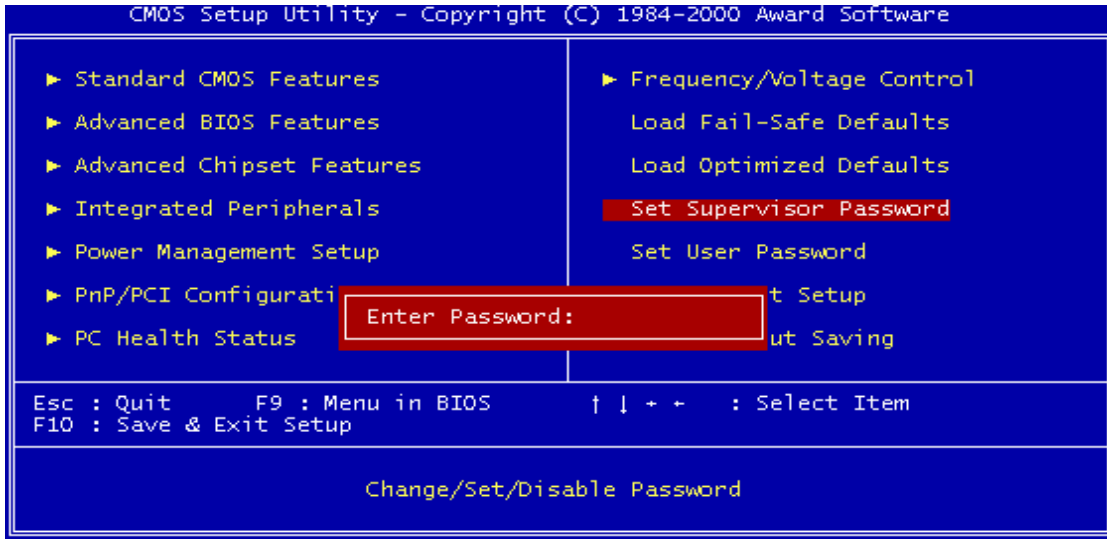 CMOS Setup Utility – Copyright (C) 1984–2000 Award Software
► Standard CMOS Features
► Advanced BIOS Features
► Advanced Chipset Features
► Integrated Peripherals
► Power Management Setup
► PnP/PCI Configurati
► PC Health Status
► Frequency/Voltage Control
Load Fail–Safe Defaults
Load Optimized Defaults
Set Supervisor Password
Set User Password
t Setup
ut Saving
Enter Password:
Esc : Quit F9 : Menu in BIOS ↑ ↓ → ← : Select Item
F10 : Save & Exit Setup
Change/Set/Disable Password